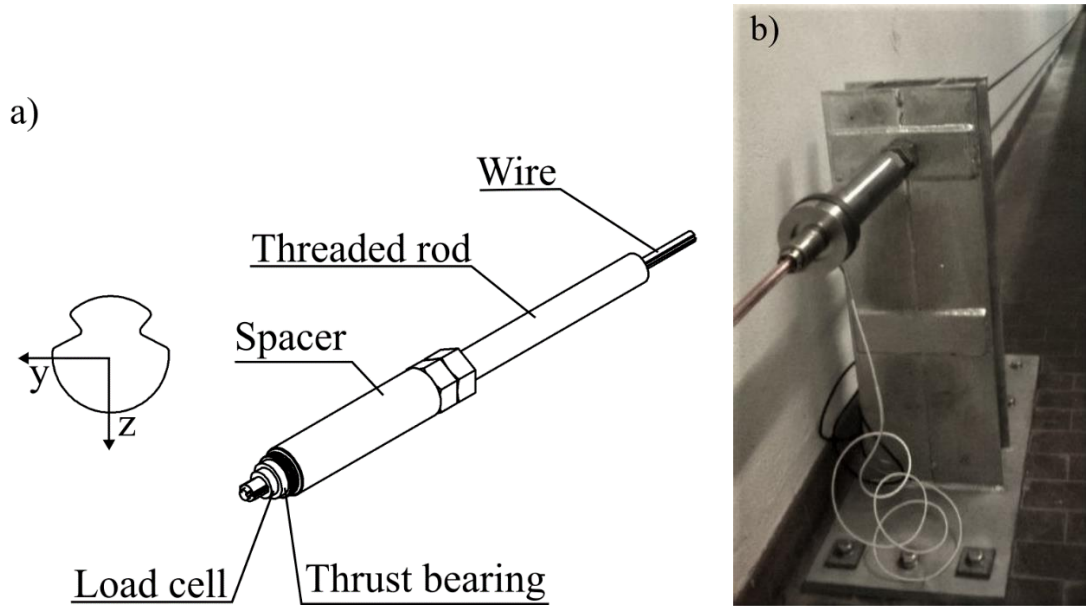 a)
b)
Wire
Threaded rod
Spacer
y
z
Load cell
Thrust bearing